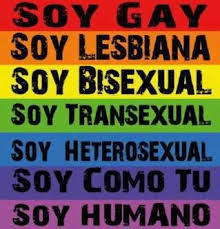 SOY GAY
SOY LESBIANA
SOY BISEXUAL
SOY TRANSEXUAL
SOY HETEROSEXUAL
SOY COMO TU
SOY HUMANO